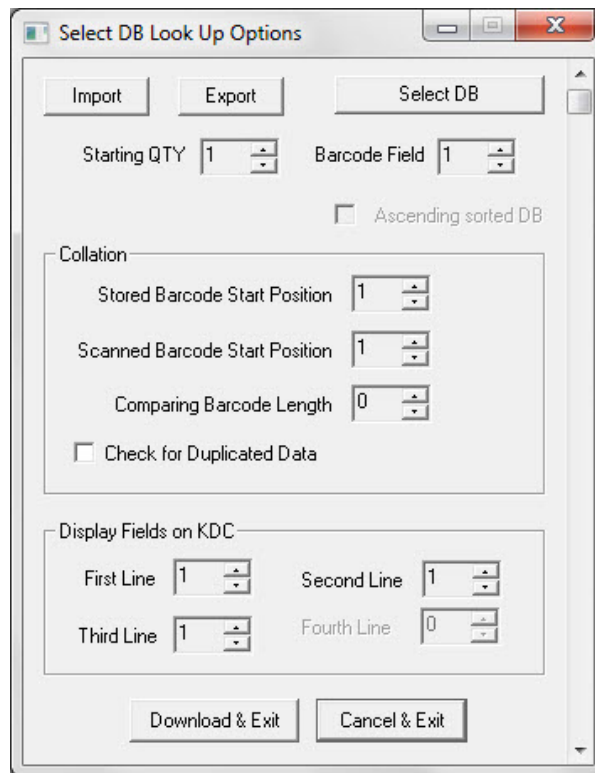 Select DB Look Up Options
Import Export Select DB
Starting QTY 1 Barcode Field 1
Ascending sorted DB
Collation
Stored Barcode Start Position 1
Scanned Barcode Start Position 1
Comparing Barcode Length 0
Check for Duplicated Data
Display Fields on KDC
First Line 1 Second Line 1
Third Line 1 Fourth Line 0
Download & Exit Cancel & Exit